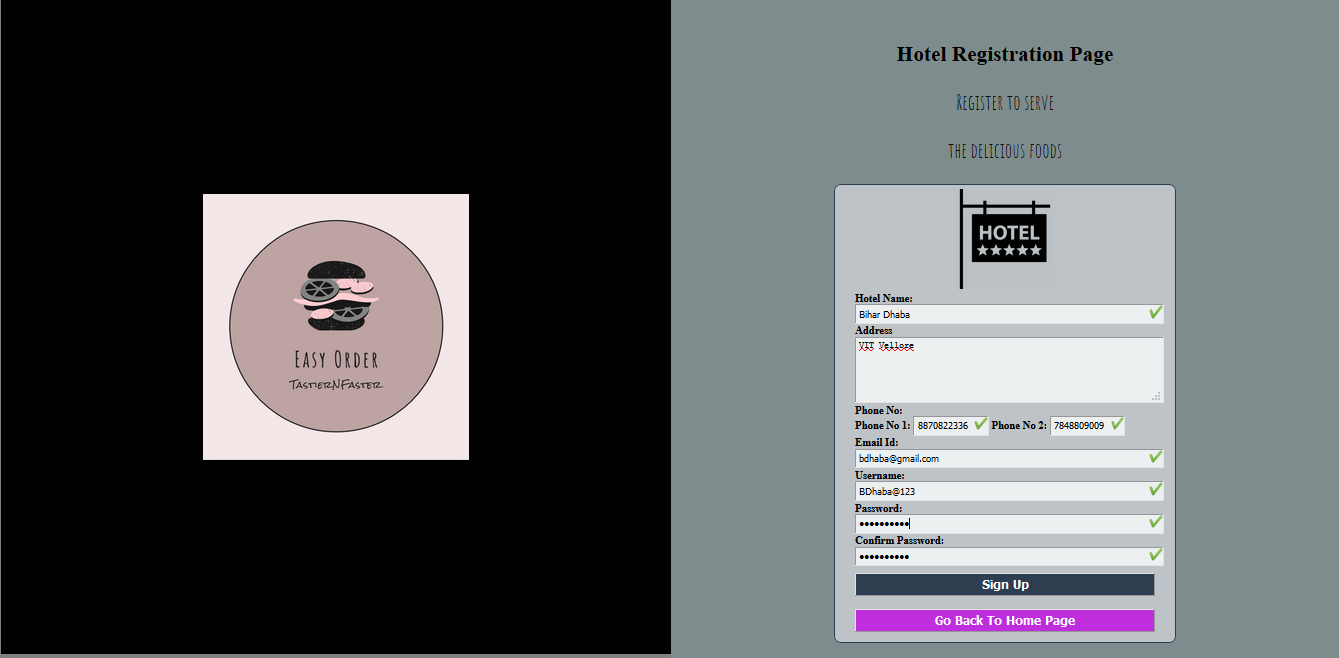 Easy Order
TastierNFaster
Hotel Registration Page
Register to serve
the delicious foods
HOTEL
Hotel Name:
Bihar Dhaba
Address
VIT Vellore
Phone No:
Phone No 1: 8870822336 Phone No 2: 7848809009
Email Id:
bdhaba@gmail.com
Username:
BDhaba@123
Password:
••••••••••
Confirm Password:
••••••••••
Sign Up
Go Back To Home Page